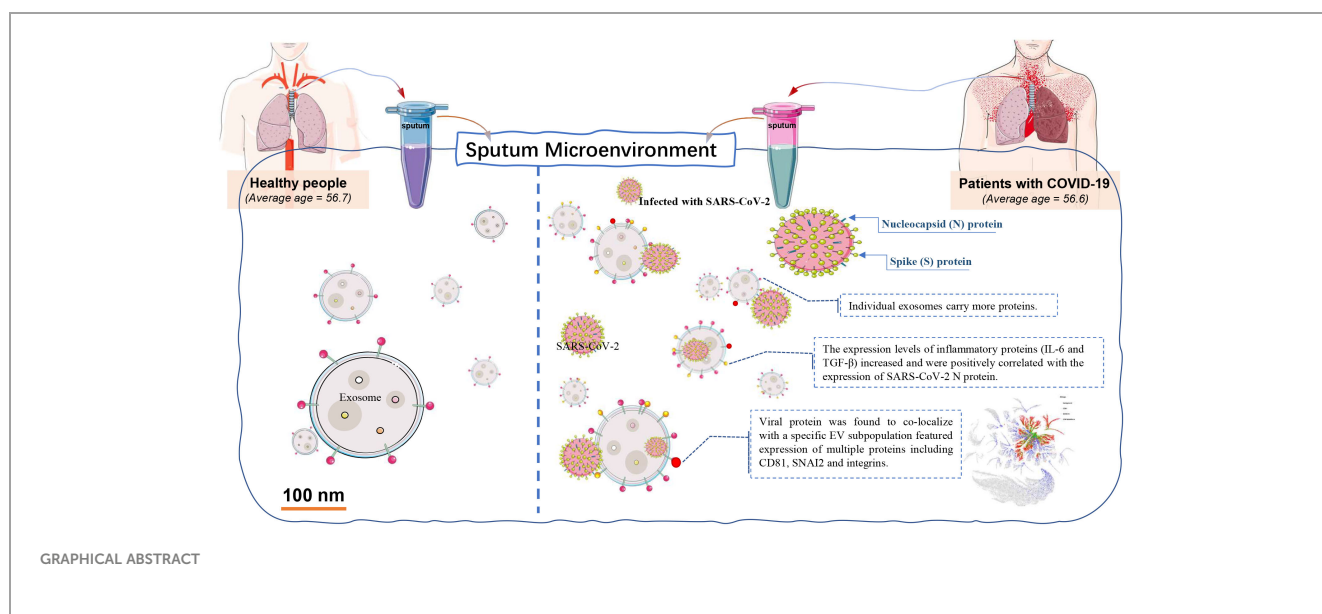 sputum
sputum
Sputum Microenvironment
Healthy people
(Average age = 56.7)
Patients with COVID-19
(Average age = 56.6)
Infected with SARS-CoV-2
Nucleocapsid (N) protein
Spike (S) protein
Individual exosomes carry more proteins.
SARS-CoV-2
The expression levels of inflammatory proteins (IL-6 and
TGF-β) increased and were positively correlated with the
expression of SARS-CoV-2 N protein.
Exosome
Viral protein was found to co-localize
with a specific EV subpopulation featured
expression of multiple proteins including
CD81, SNAI2 and integrins.
100 nm
GRAPHICAL ABSTRACT